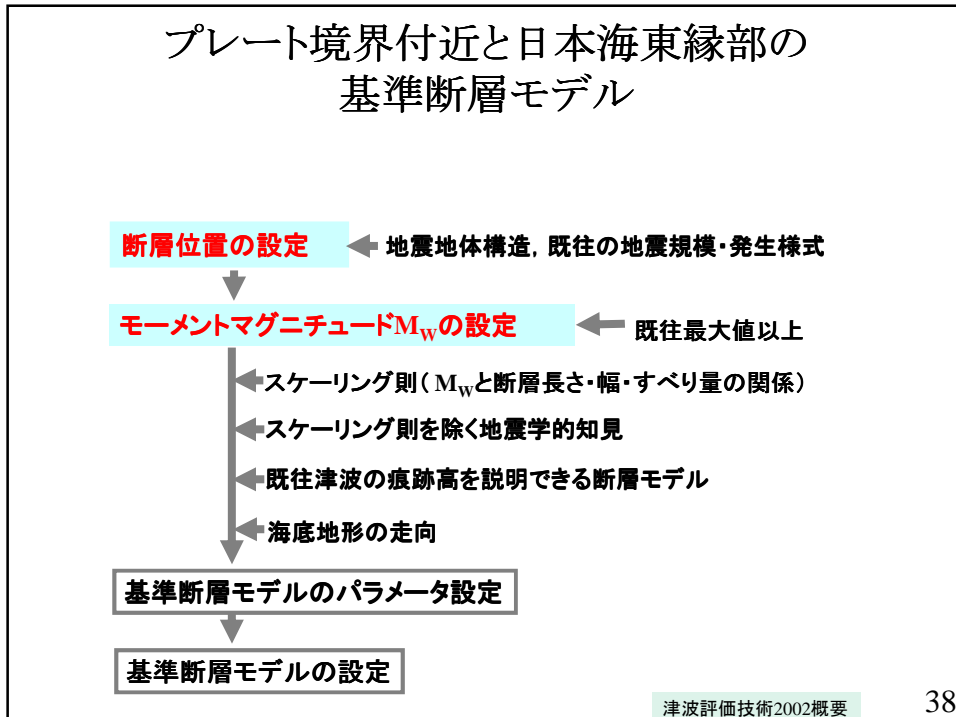 プレート境界付近と日本海東縁部の
基準断層モデル
断層位置の設定
地震地体構造，既往の地震規模・発生様式
モーメントマグニチュードMWの設定
既往最大値以上
スケーリング則（MWと断層長さ・幅・すべり量の関係）
スケーリング則を除く地震学的知見
既往津波の痕跡高を説明できる断層モデル
海底地形の走向
基準断層モデルのパラメータ設定
基準断層モデルの設定
津波評価技術2002概要
38